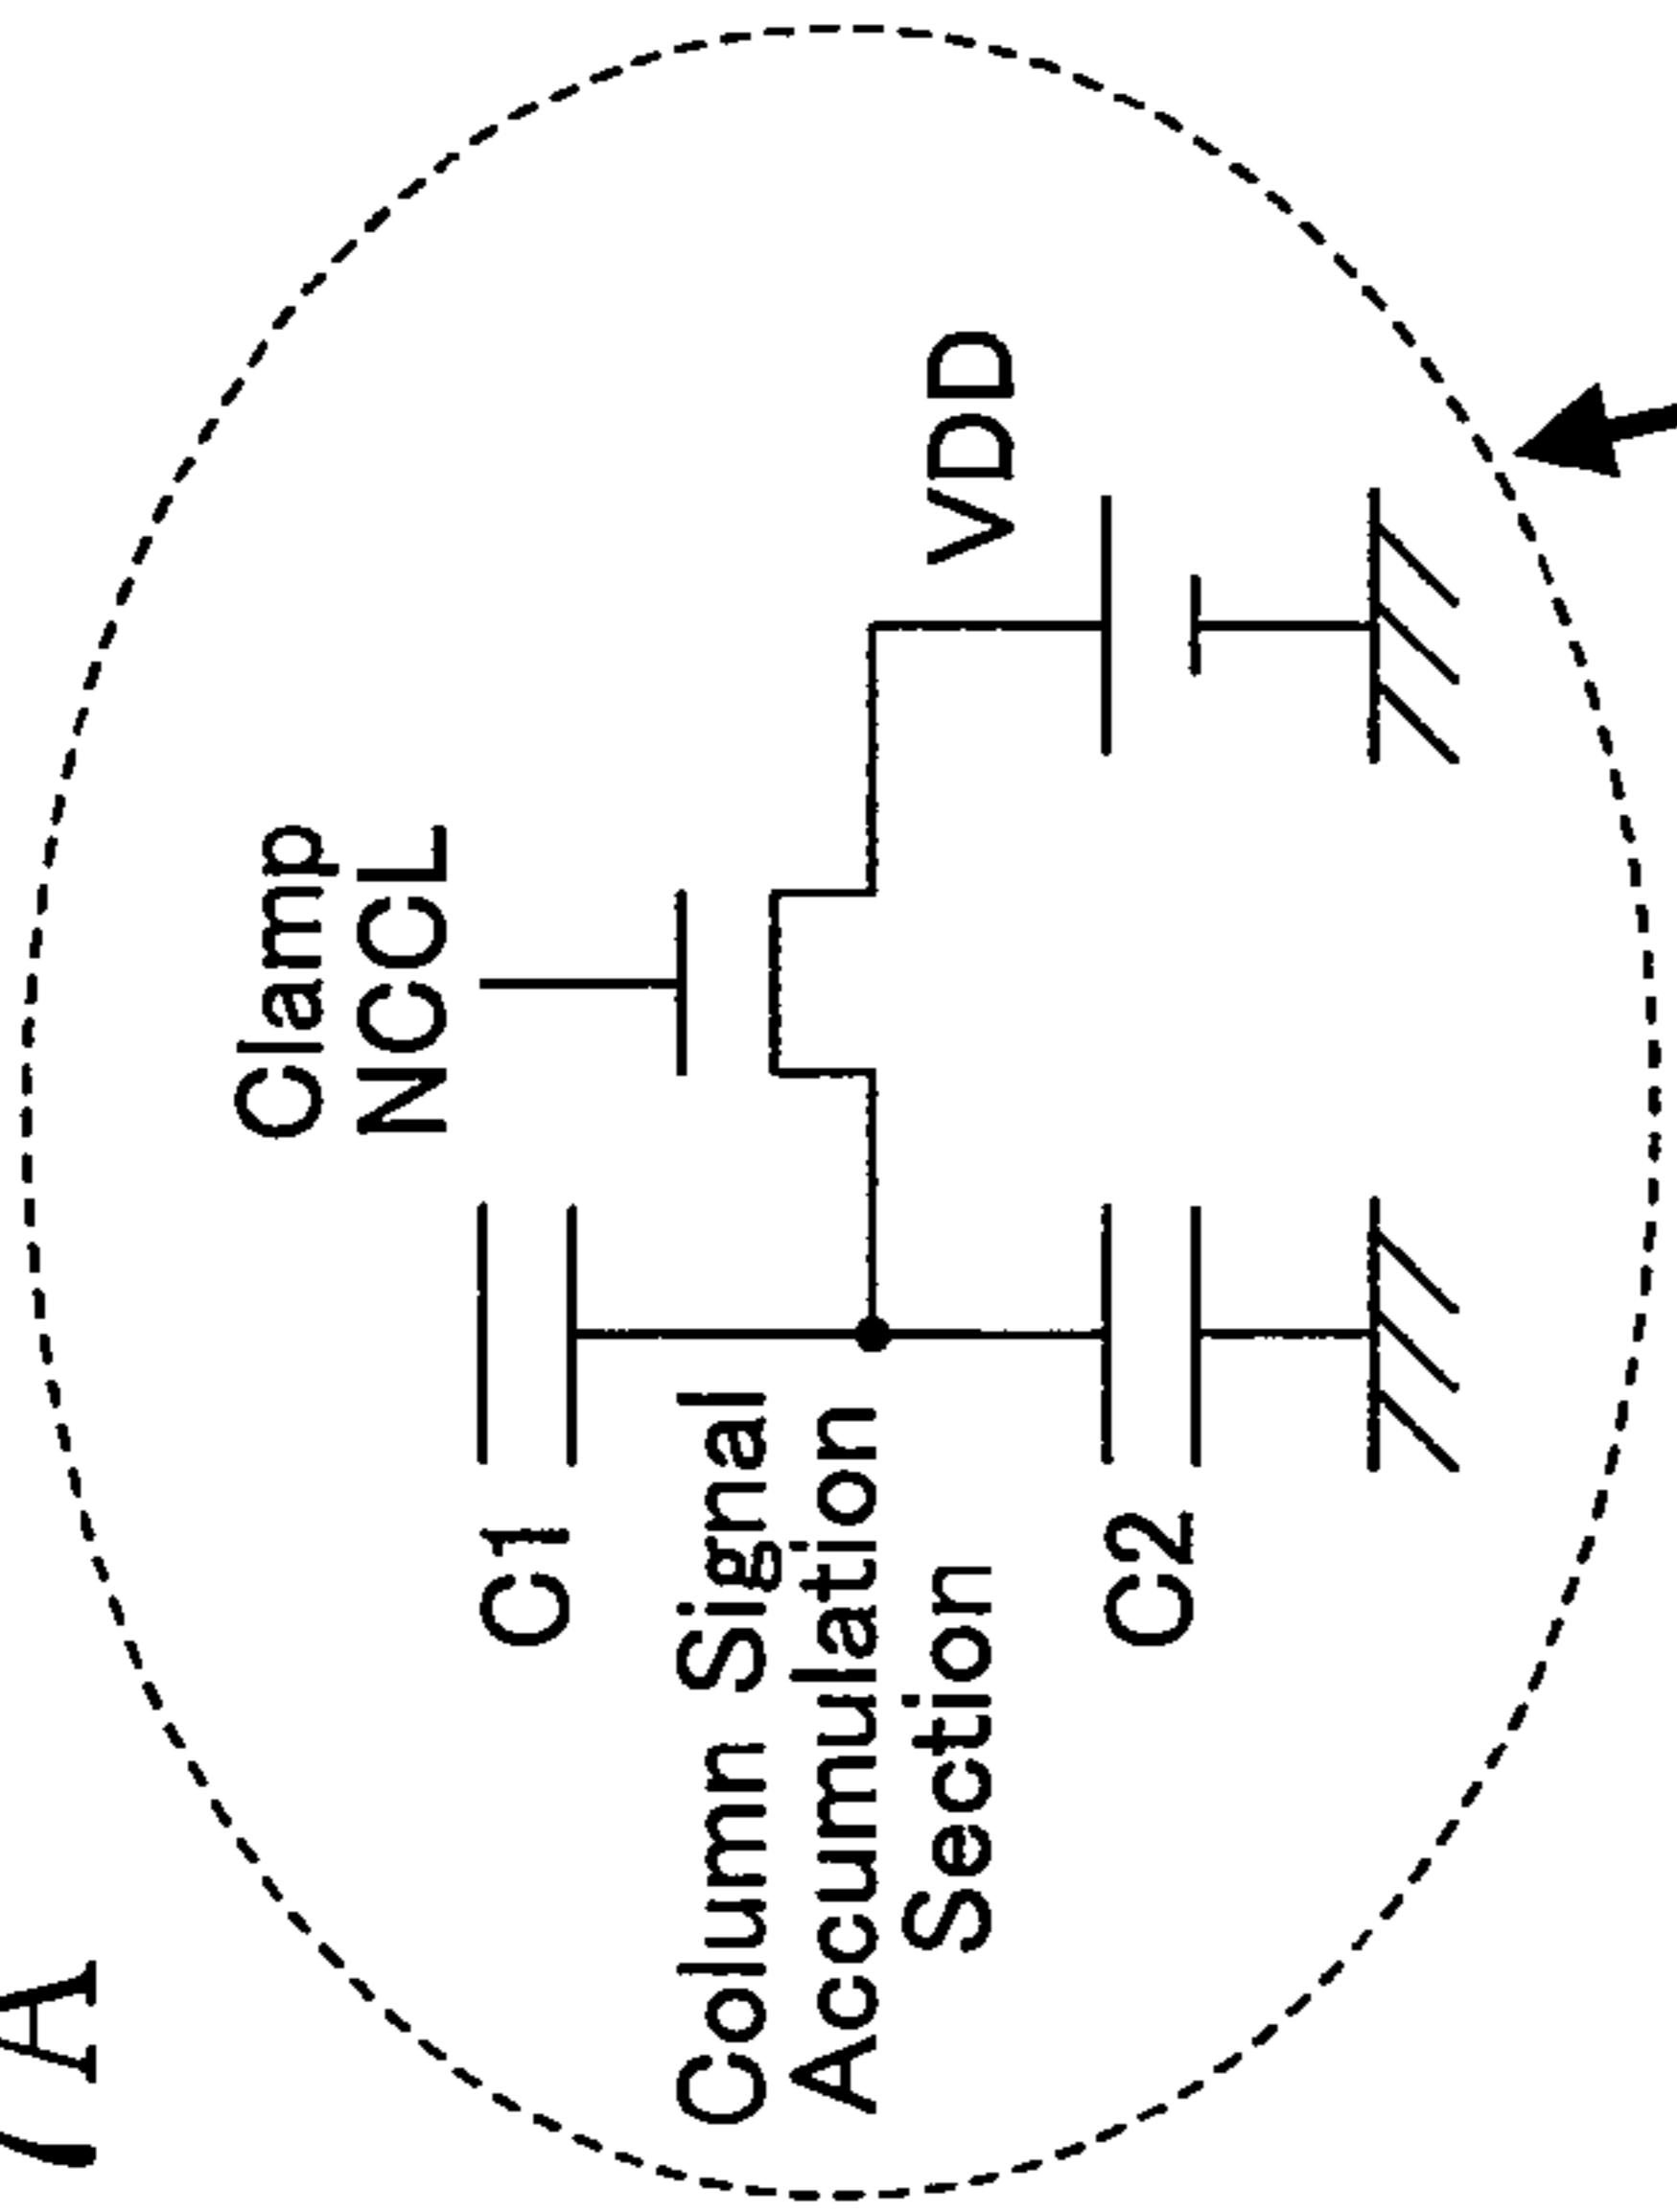 Clamp
NCCL
C1
VDD
Column Signal
Accumulation
Section
C2